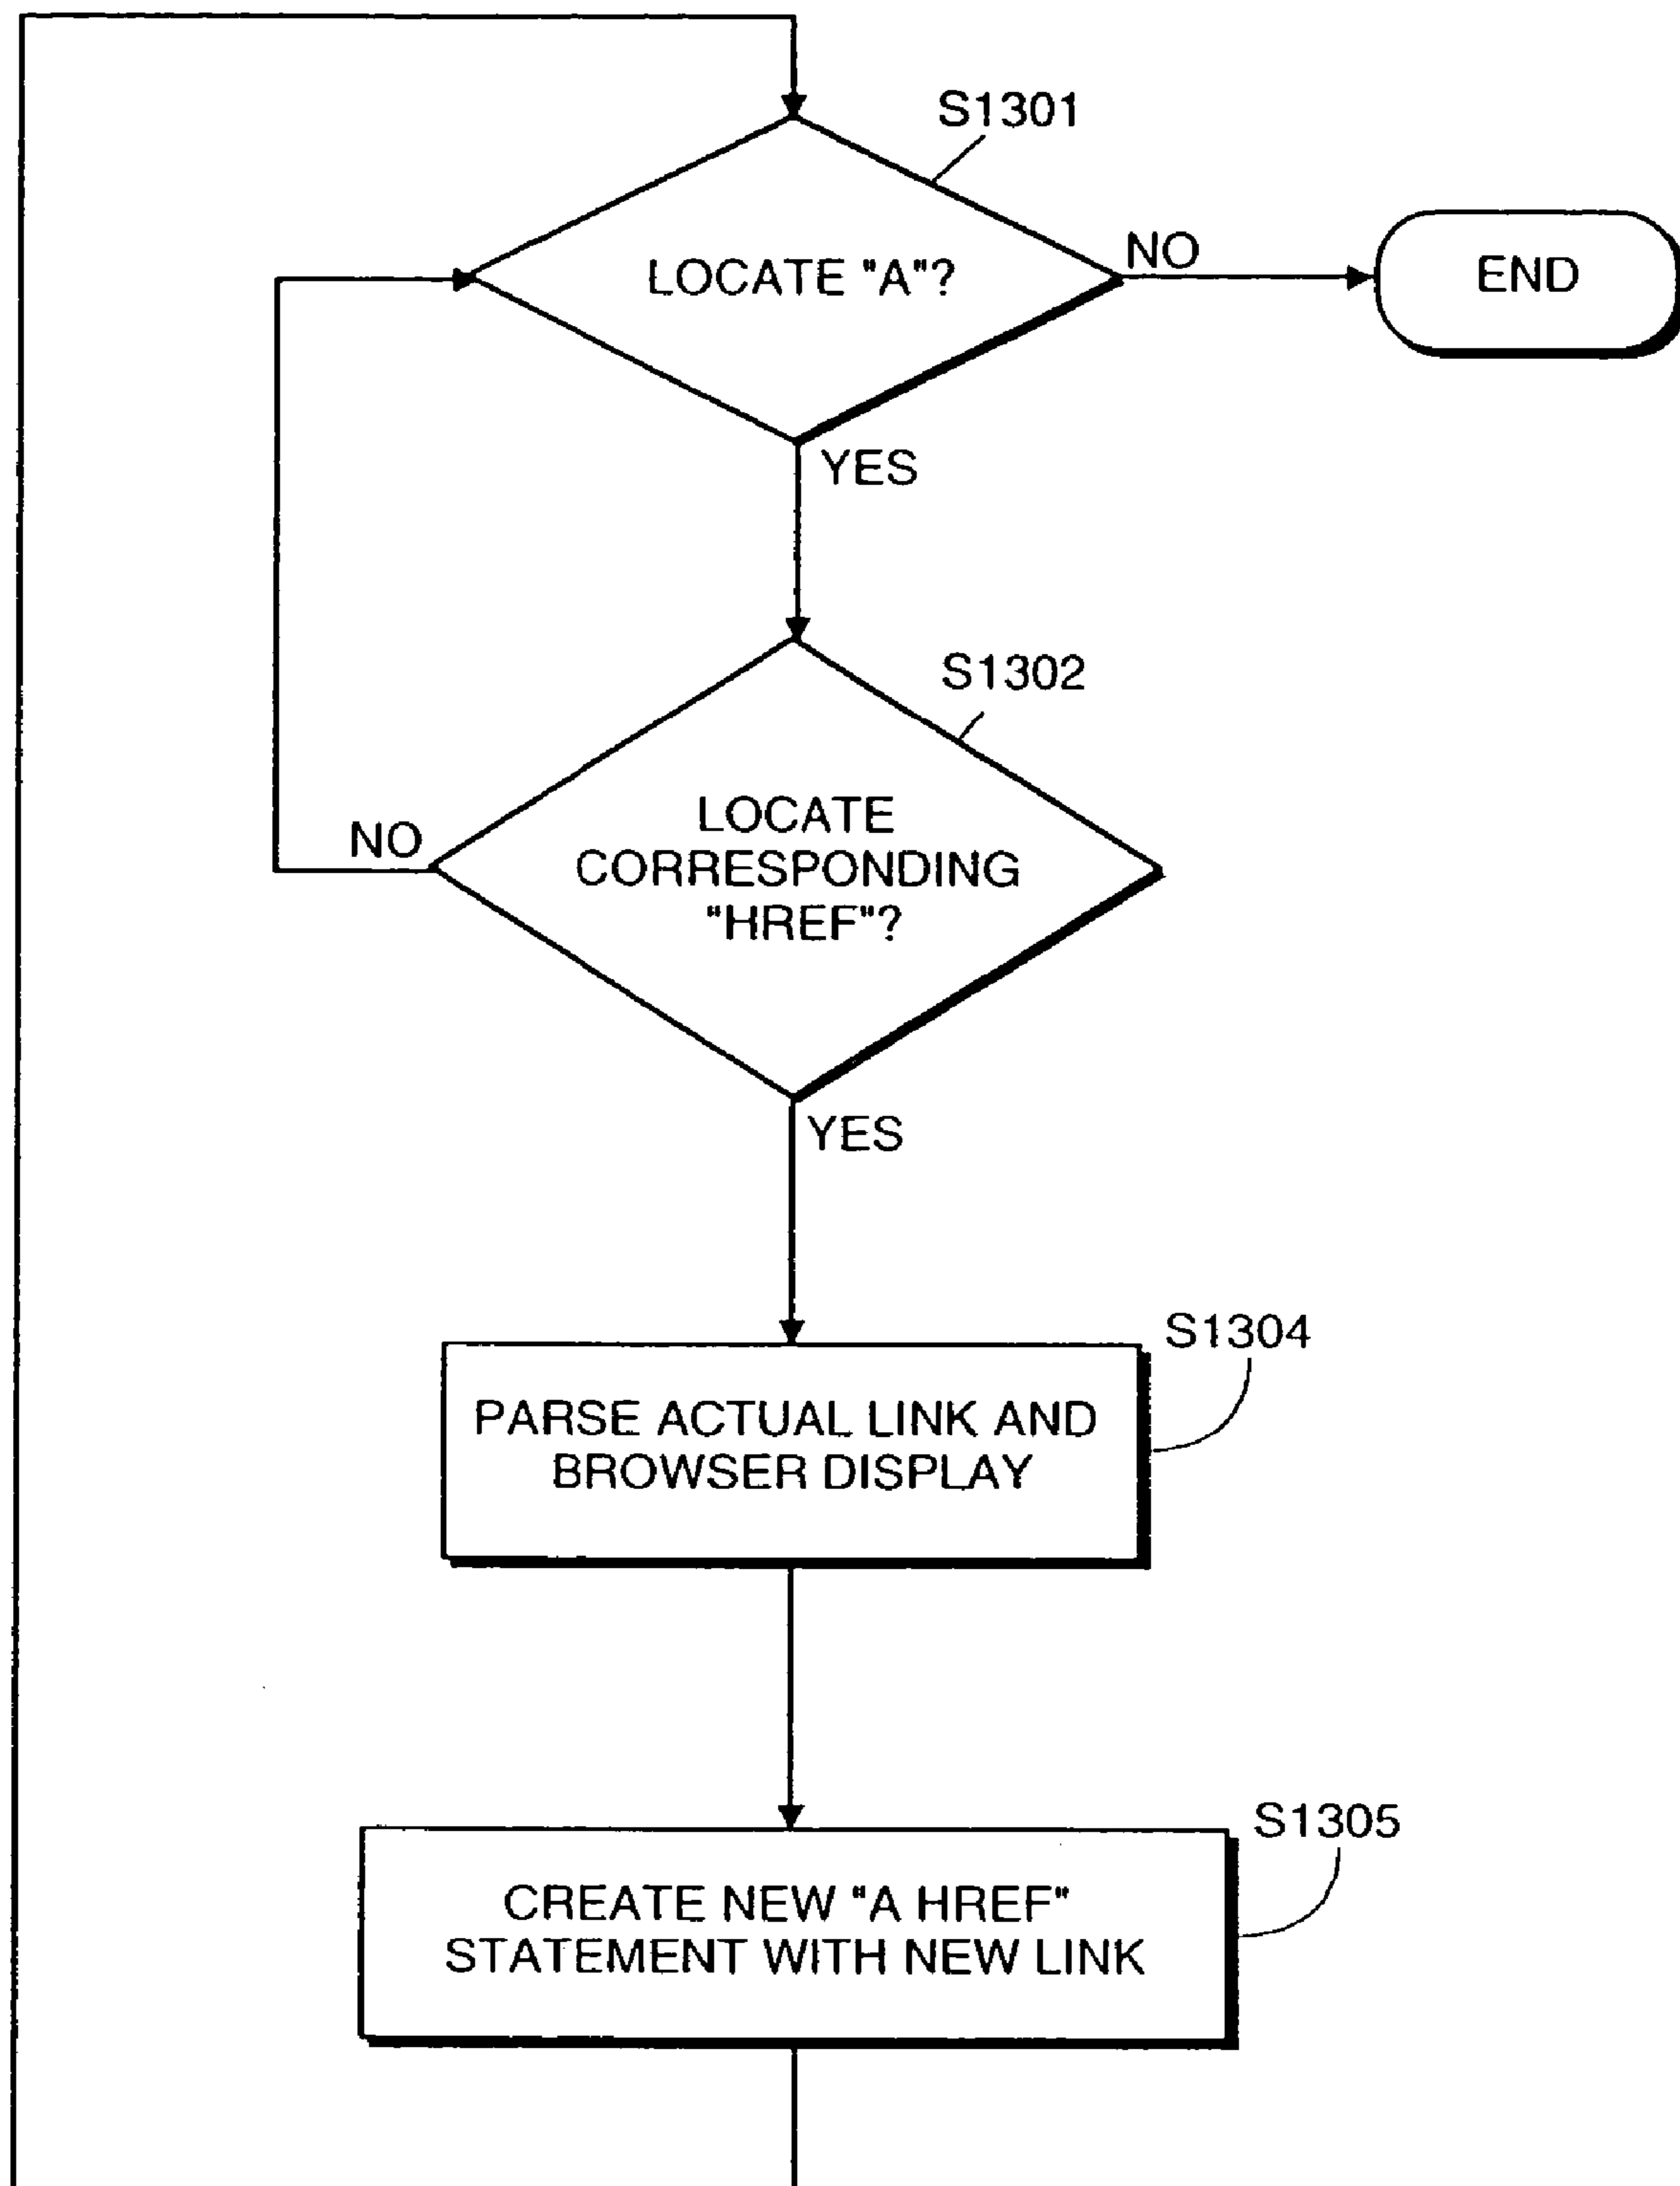 S1301
LOCATE "A"?
NO
END
YES
S1302
LOCATE
CORRESPONDING
"HREF"?
NO
YES
S1304
PARSE ACTUAL LINK AND
BROWSER DISPLAY
S1305
CREATE NEW "A HREF"
STATEMENT WITH NEW LINK